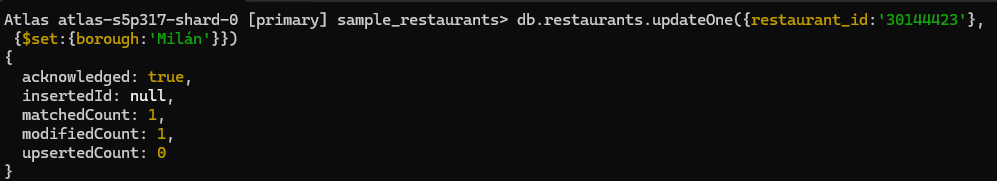 Atlas atlas-s5p317-shard-0 [primary] sample_restaurants> db.restaurants.updateOne({restaurant_id:'30144423'},
 {$set:{borough:'Milán'}})
{
  acknowledged: true,
  insertedId: null,
  matchedCount: 1,
  modifiedCount: 1,
  upsertedCount: 0
}